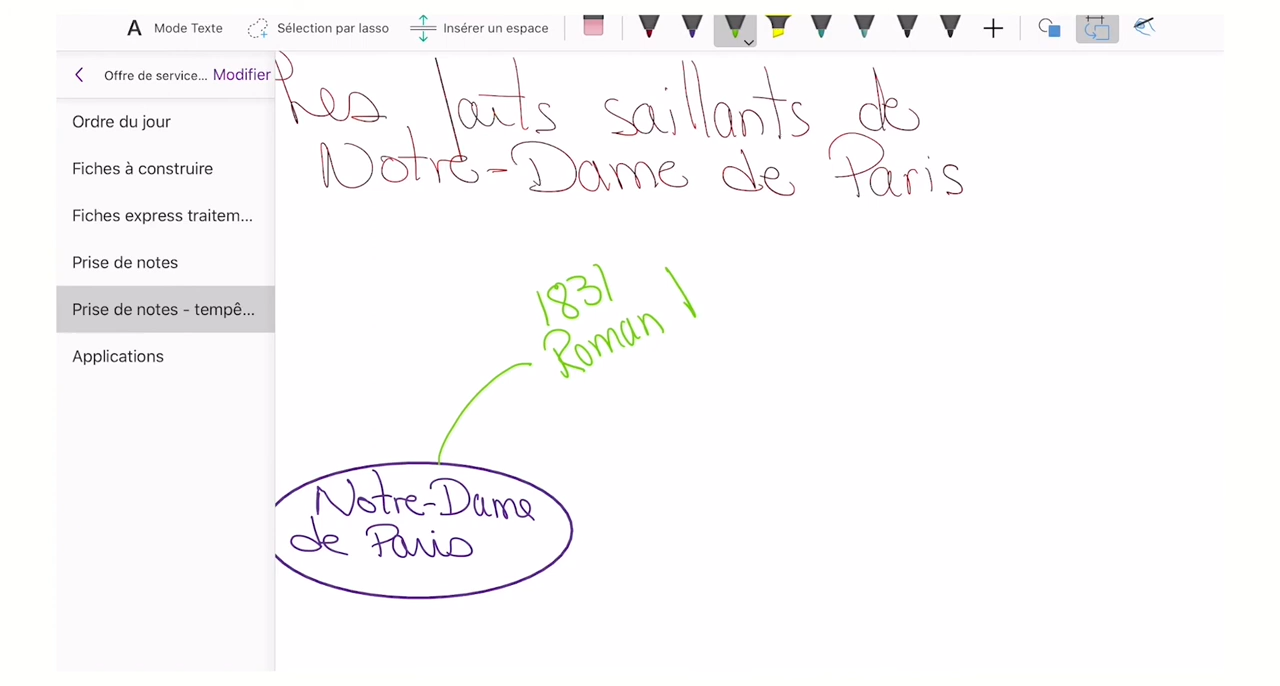 Mode Texte
Sélection par lasso
Insérer un espace
Offre de service...
Modifier
Ordre du jour
Fiches à construire
Fiches express traitem...
Prise de notes
Prise de notes - tempê...
Applications
Les faits saillants de
Notre-Dame de Paris
1831
Roman
Notre-Dame
de Paris